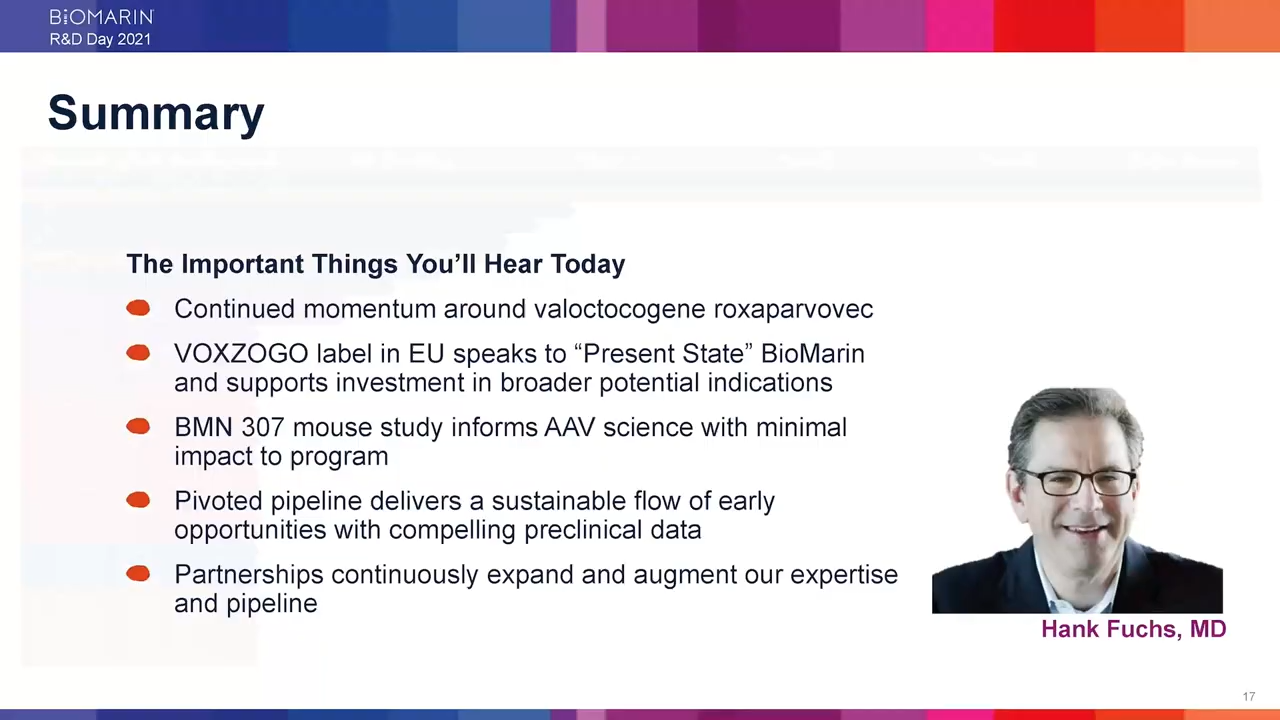 BIOMARIN
R&D Day 2021
Summary
The Important Things You’ll Hear Today
Continued momentum around valoctocogene roxaparvovec
VOXZOGO label in EU speaks to “Present State” BioMarin
and supports investment in broader potential indications
BMN 307 mouse study informs AAV science with minimal
impact to program
Pivoted pipeline delivers a sustainable flow of early
opportunities with compelling preclinical data
Partnerships continuously expand and augment our expertise
and pipeline
Hank Fuchs, MD
17